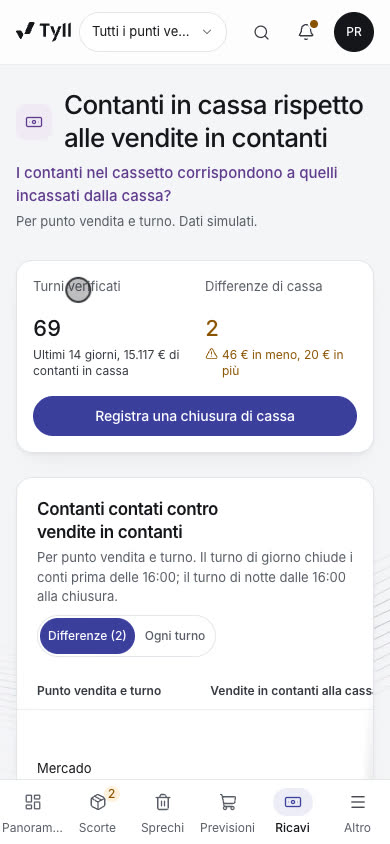 Tyll
Tutti i punti ve...
PR
Contanti in cassa rispetto
alle vendite in contanti
I contanti nel cassetto corrispondono a quelli
incassati dalla cassa?
Per punto vendita e turno. Dati simulati.
Turni verificati
Differenze di cassa
69
2
Ultimi 14 giorni, 15.117 € di
contanti in cassa
46 € in meno, 20 € in
più
Registra una chiusura di cassa
Contanti contati contro
vendite in contanti
Per punto vendita e turno. Il turno di giorno chiude i
conti prima delle 16:00; il turno di notte dalle 16:00
alla chiusura.
Differenze (2)
Ogni turno
Punto vendita e turno
Vendite in contanti alla cassa
Mercado
2
Panoram...
Scorte
Sprechi
Previsioni
Ricavi
Altro